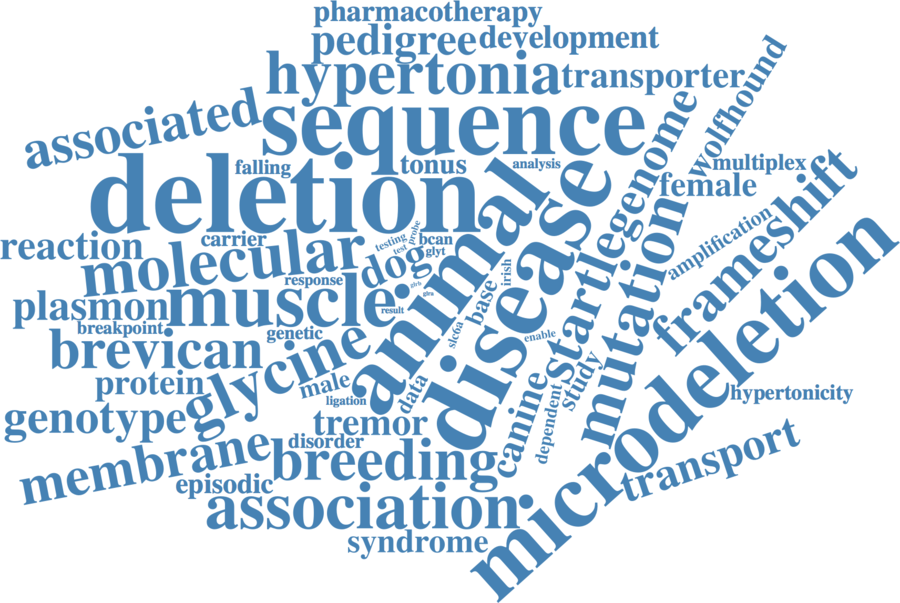 pharmacotherapy
pedigree
development
hypertonia
transporter
wolfhound
associated
sequence
genome
falling
tonus
analysis
multiplex
deletion
animal
disease
female
frameshift
reaction
carrier
testing
test
probe
bcan
glyt
molecular
dog
startle
mutation
amplification
response
glrb
glra
irish
plasmon
muscle
result
base
breakpoint
genetic
slc6a
enable
brevican
glycine
microdeletion
protein
male
ligation
data
canine
dependent
study
hypertonicity
genotype
tremor
disorder
membrane
breeding
transport
episodic
association
syndrome